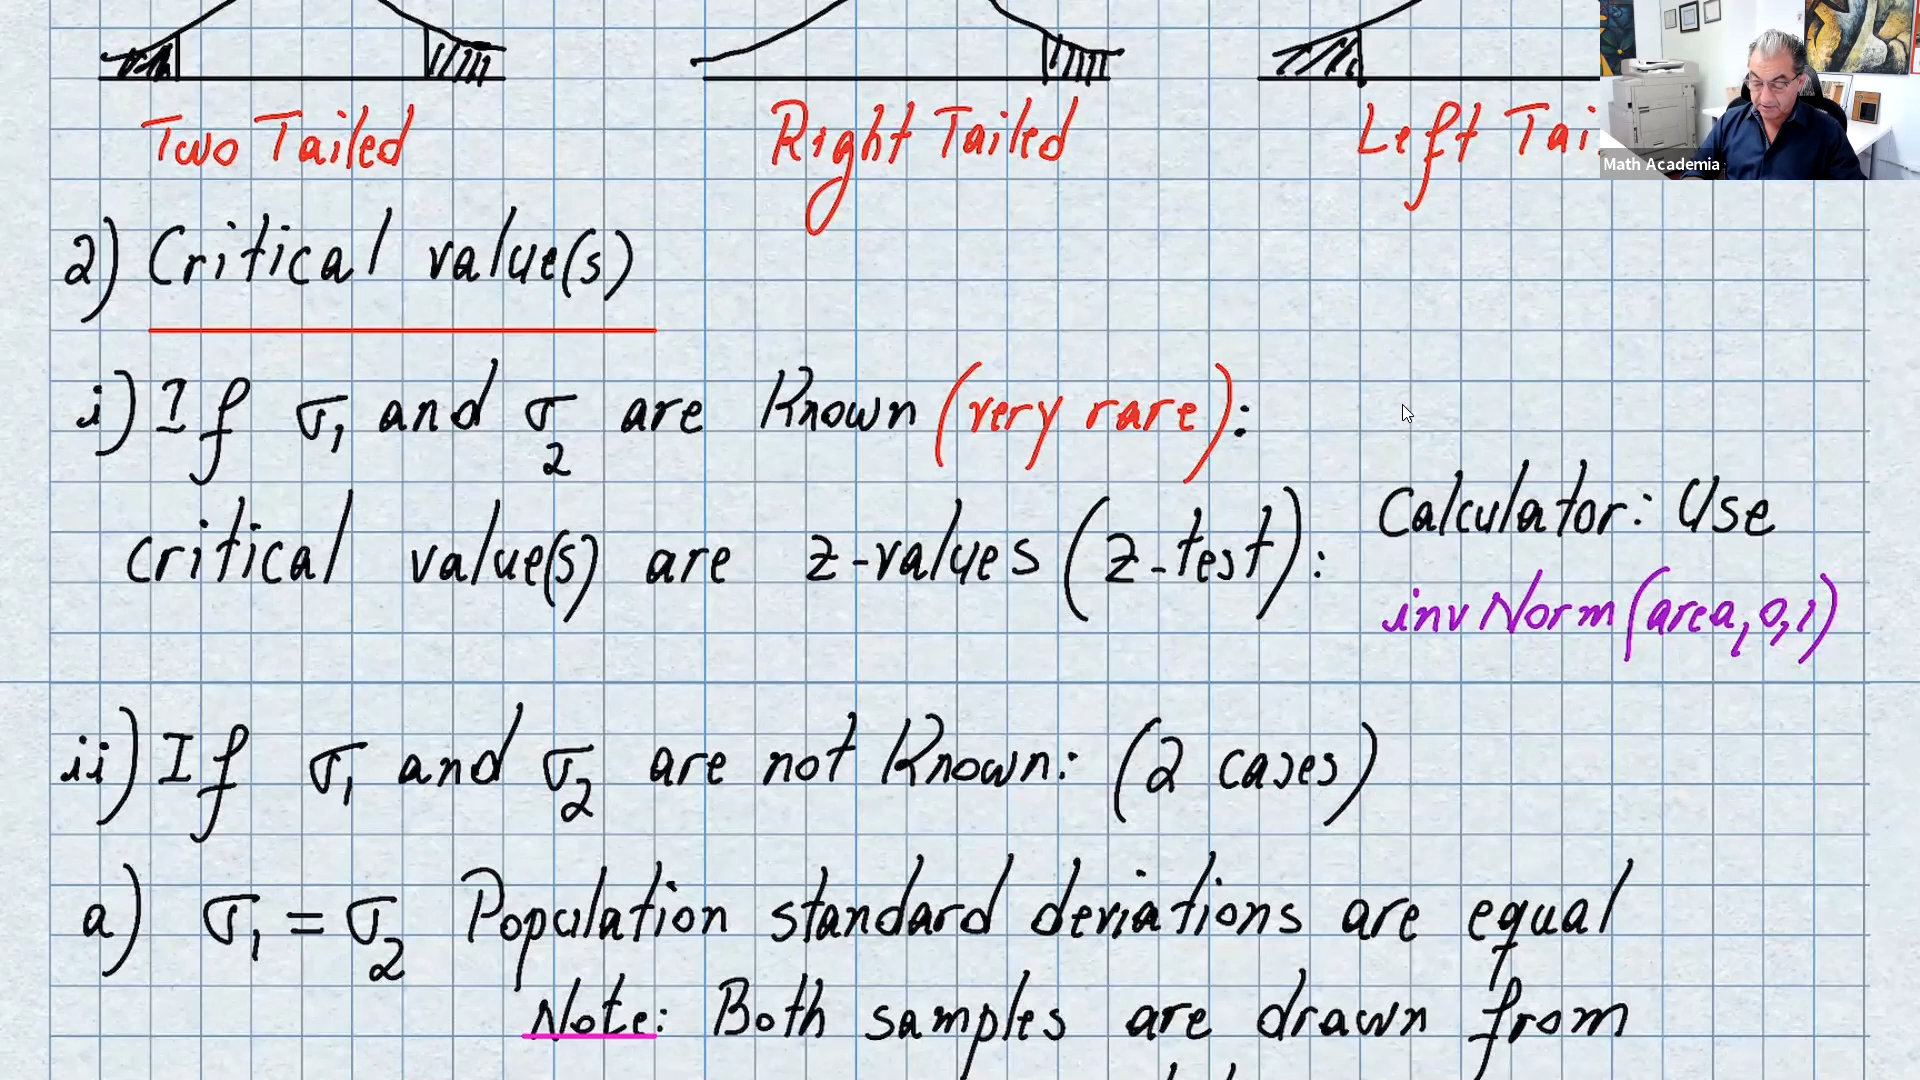 Two Tailed
Right Tailed
Left Tai
Math Academia
2) Critical value(s)
i) If σ₁ and σ₂ are Known (very rare):
critical value(s) are z-values (z-test):
Calculator: Use
invNorm(area, 0, 1)
ii) If σ₁ and σ₂ are not Known: (2 cases)
a) σ₁ = σ₂ Population standard deviations are equal
Note: Both samples are drawn from